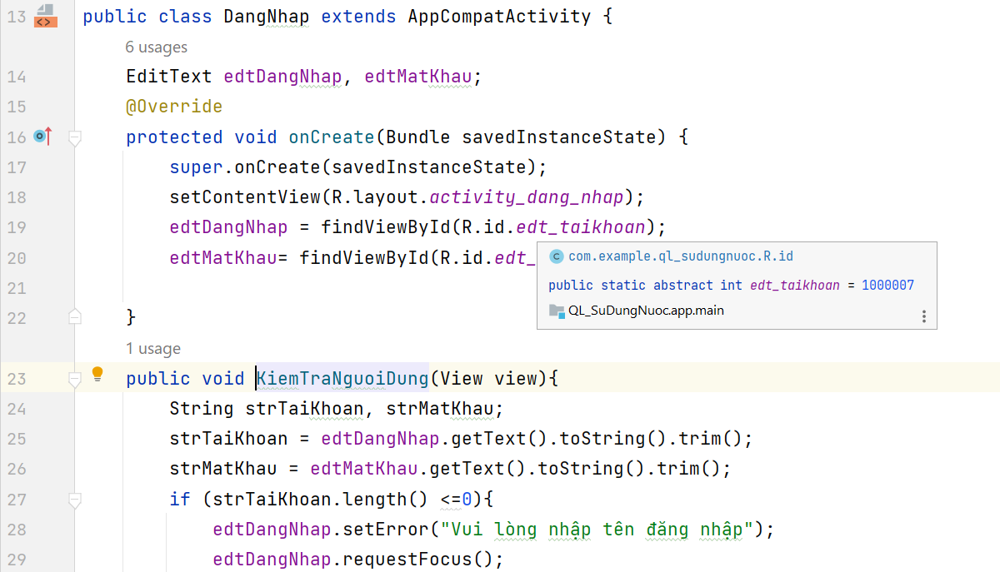 13 public class DangNhap extends AppCompatActivity {
6 usages
14 EditText edtDangNhap, edtMatKhau;
15 @Override
16 protected void onCreate(Bundle savedInstanceState) {
17 super.onCreate(savedInstanceState);
18 setContentView(R.layout.activity_dang_nhap);
19 edtDangNhap = findViewById(R.id.edt_taikhoan);
20 edtMatKhau= findViewById(R.id.edt_
com.example.ql_sudungnuoc.R.id
public static abstract int edt_taikhoan = 1000007
QL_SuDungNuoc.app.main
21
22 }
1 usage
23 public void KiemTraNguoiDung(View view){
24 String strTaiKhoan, strMatKhau;
25 strTaiKhoan = edtDangNhap.getText().toString().trim();
26 strMatKhau = edtMatKhau.getText().toString().trim();
27 if (strTaiKhoan.length() <=0){
28 edtDangNhap.setError("Vui lòng nhập tên đăng nhập");
29 edtDangNhap.requestFocus();